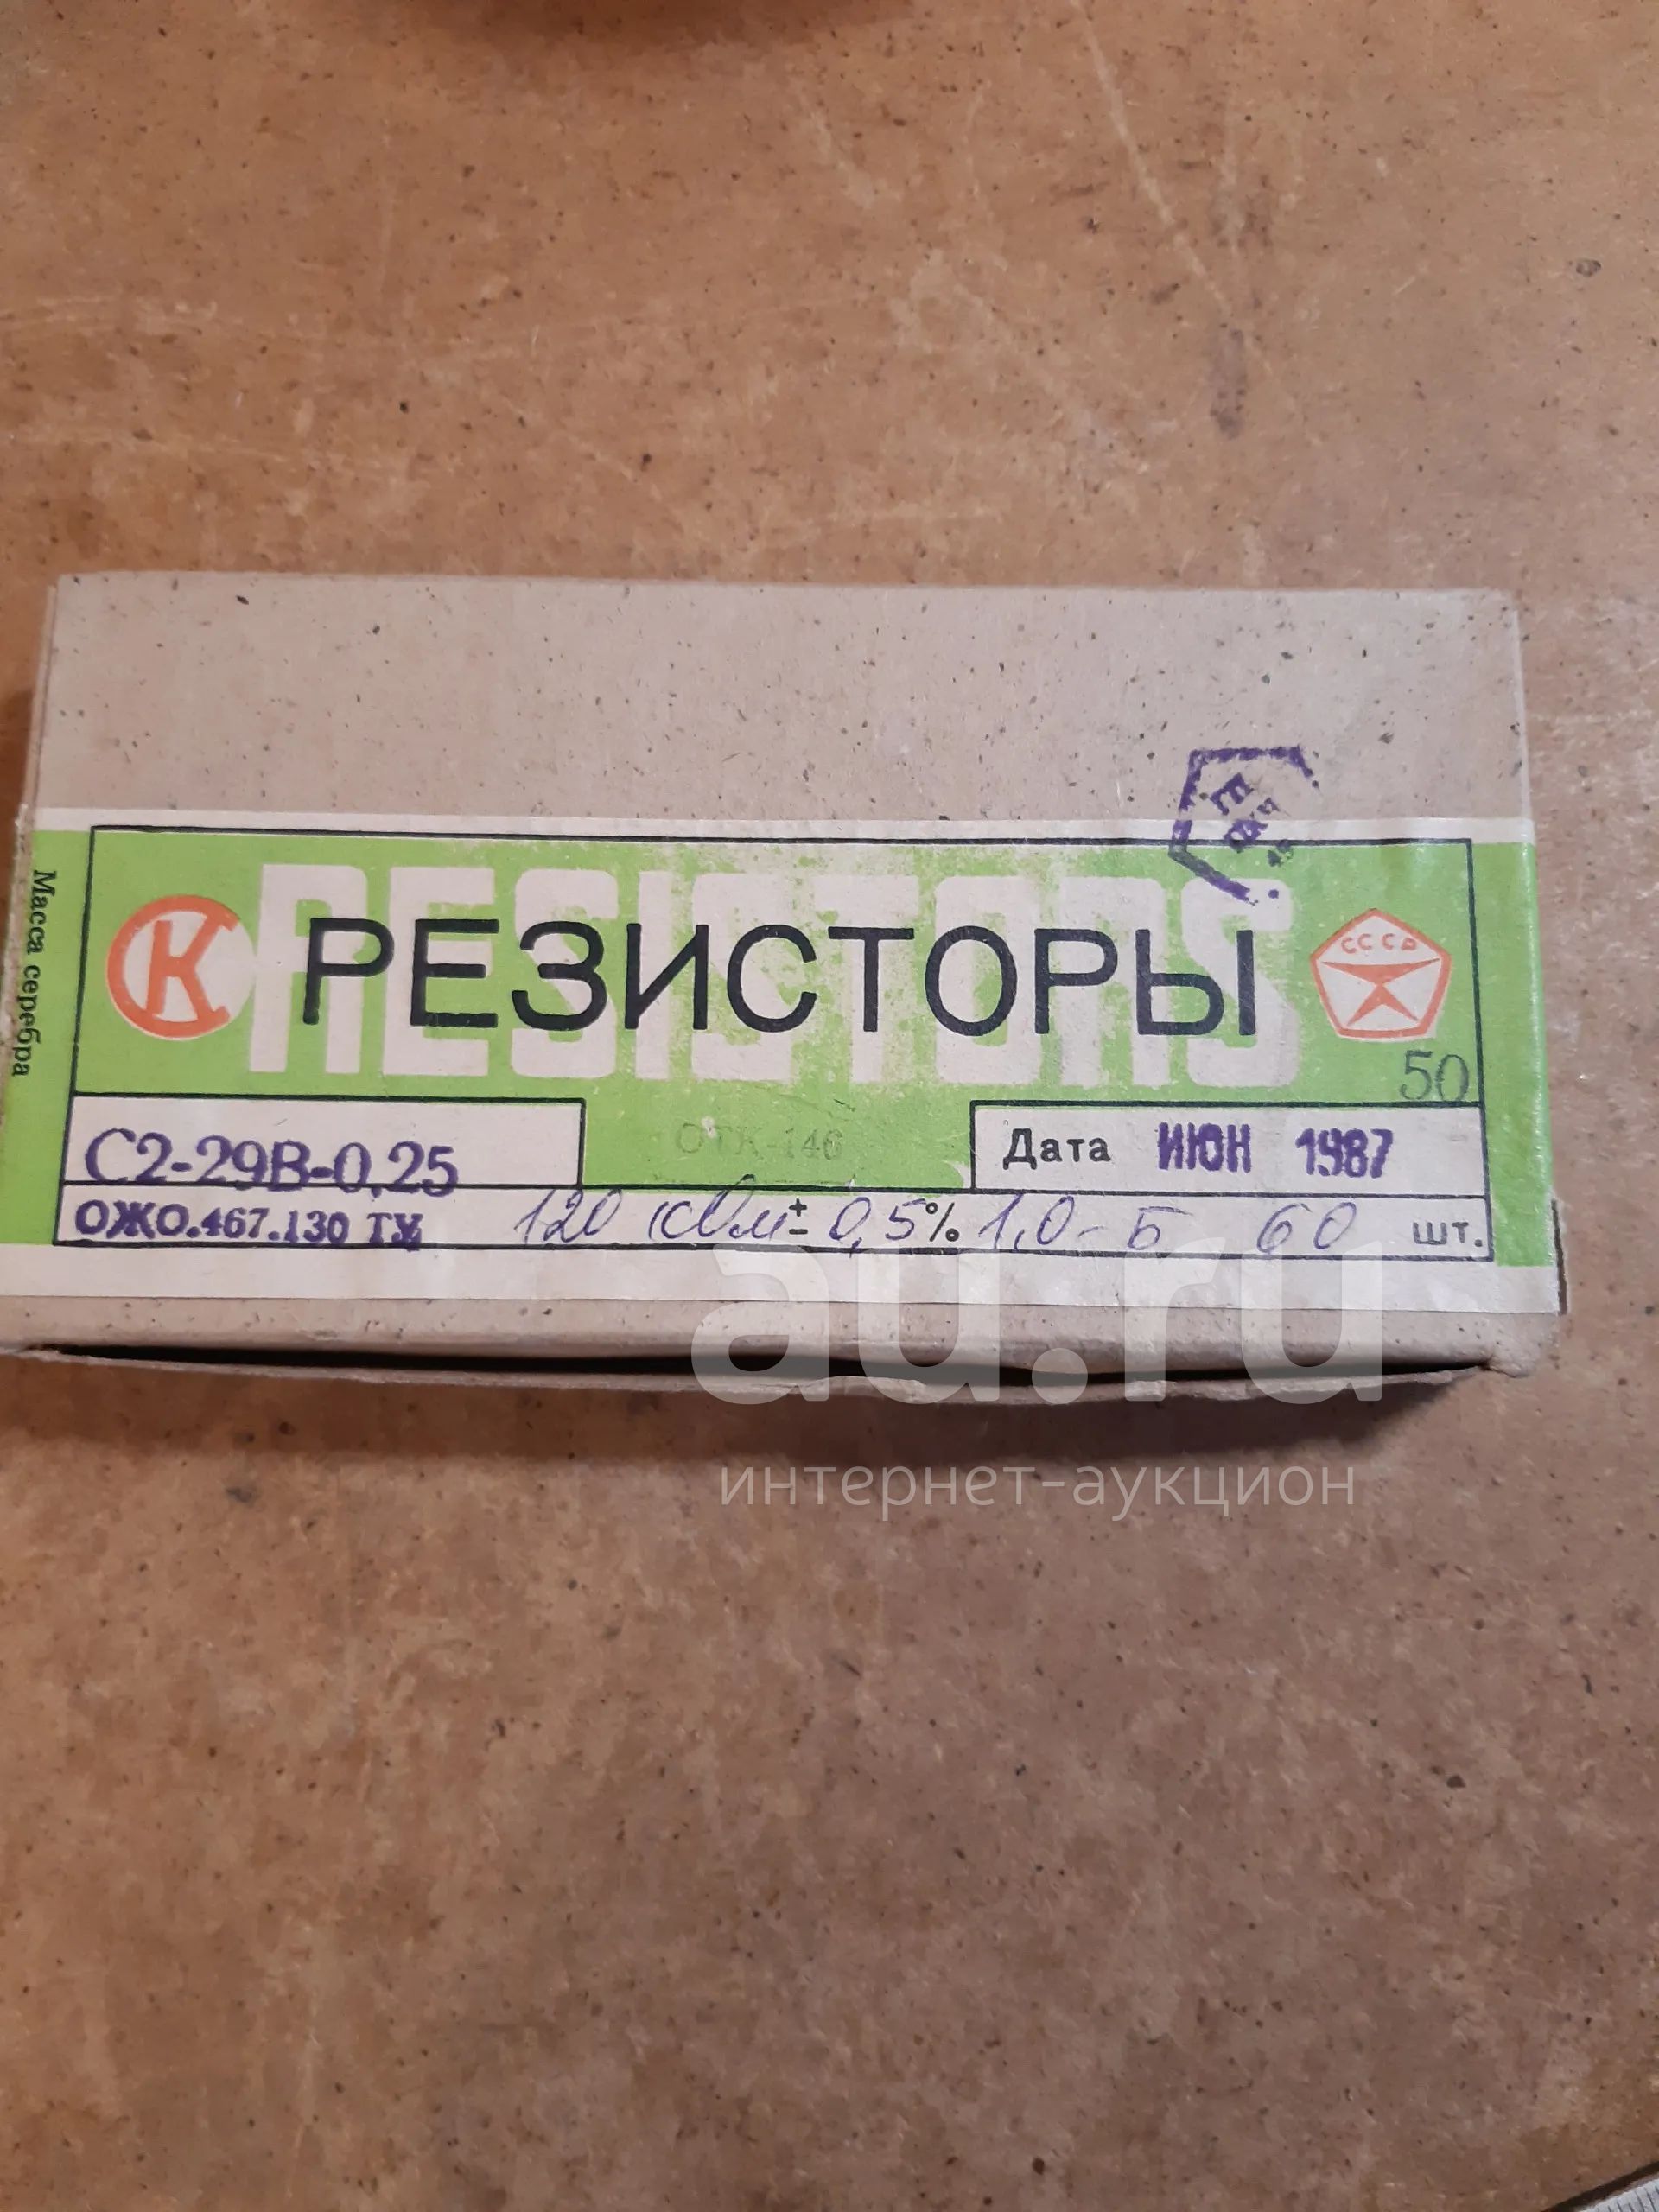 Масса серебра
RESISTORS
К РЕЗИСТОРЫ
СССР
50
С2-29В-0,25
ОТК-146
Дата ИЮН 1987
ОЖО.467.130 ТУ 120 кОм ± 0,5% 1,0-Б 60 шт.
au.ru
интернет-аукцион